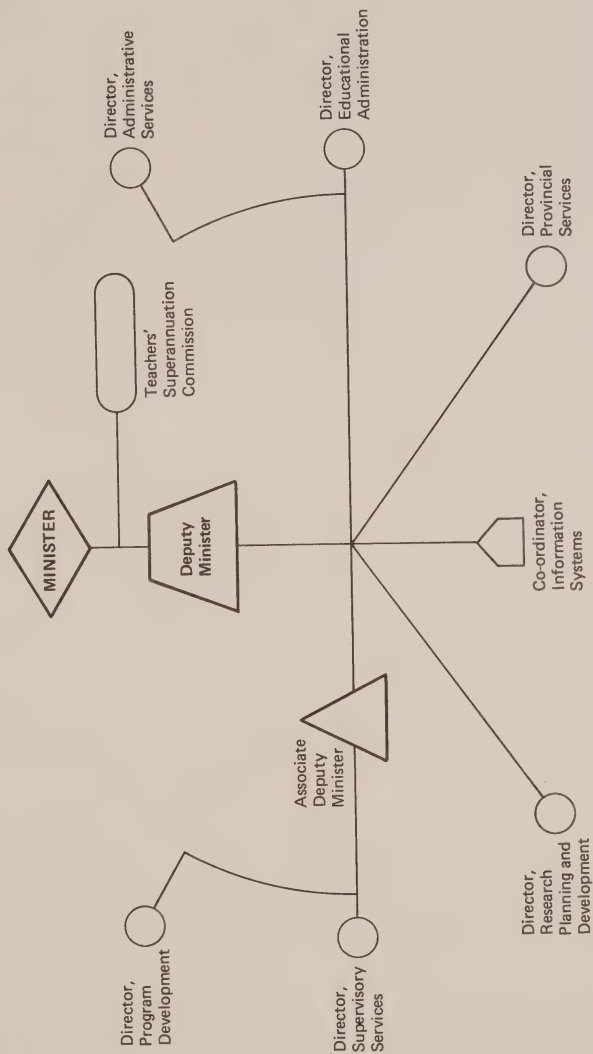 MINISTER
Teachers'
Superannuation
Commission
Deputy
Minister
Director,
Administrative
Services
Director,
Educational
Administration
Director,
Program
Development
Associate
Deputy
Minister
Director,
Supervisory
Services
Director,
Research
Planning and
Development
Co-ordinator,
Information
Systems
Director,
Provincial
Services